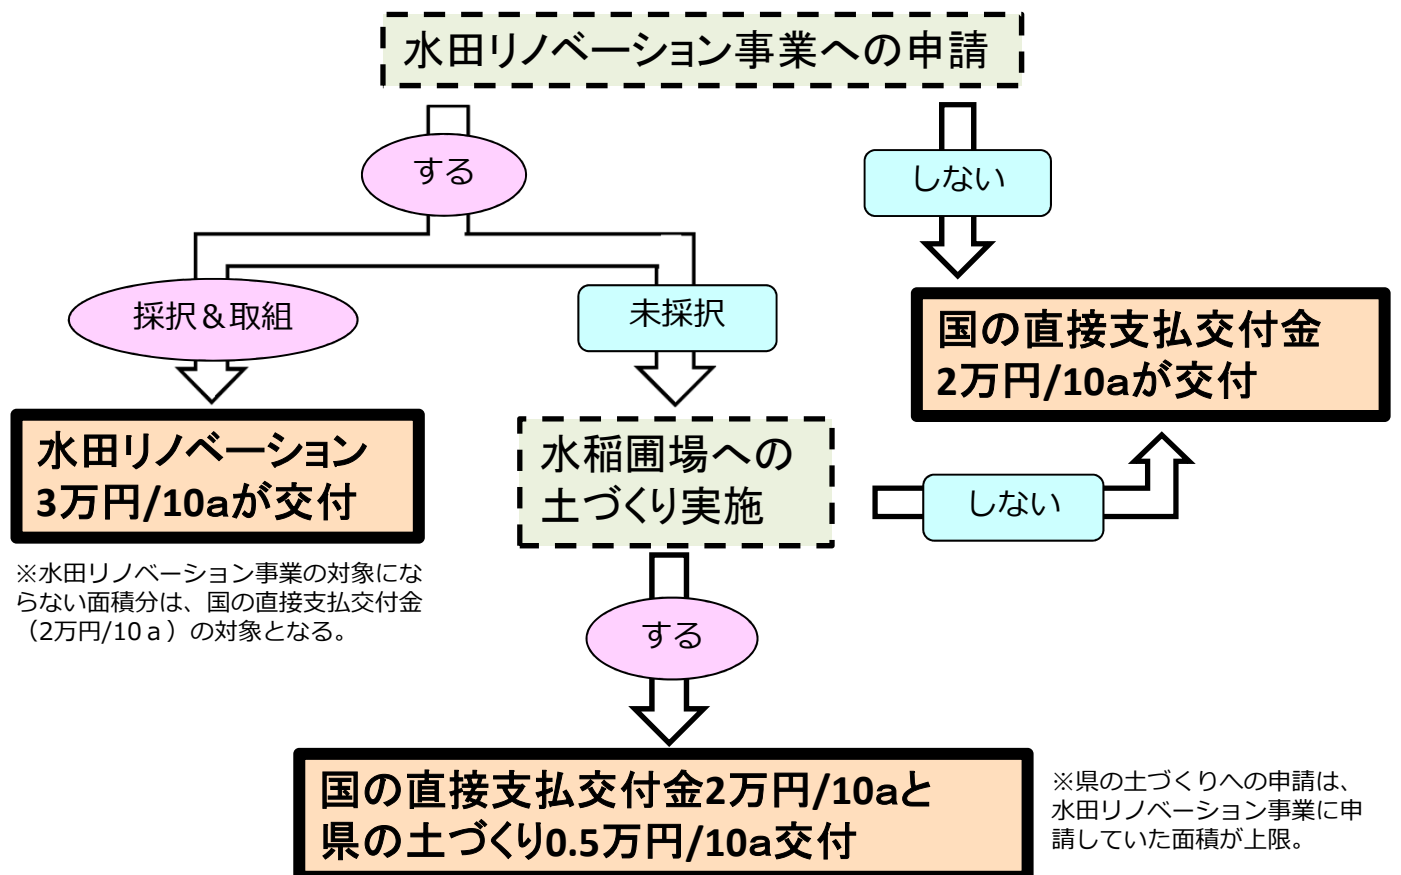 水田リノベーション事業への申請
する
しない
採択＆取組
未採択
国の直接支払交付金
2万円/10aが交付
水田リノベーション
3万円/10aが交付
水稲圃場への
土づくり実施
しない
※水田リノベーション事業の対象にな
らない面積分は、国の直接支払交付金
（2万円/10ａ）の対象となる。
する
国の直接支払交付金2万円/10aと
県の土づくり0.5万円/10a交付
※県の土づくりへの申請は、
水田リノベーション事業に申
請していた面積が上限。